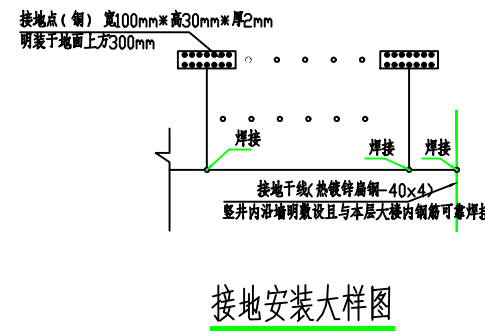 接地点(铜) 宽100mm*高30mm*厚2mm
明装于地面上方300mm
焊接
焊接
焊接
接地干线(热镀锌扁钢-40x4)
竖井内沿墙明敷设且与本层大楼内钢筋可靠焊接
接地安装大样图